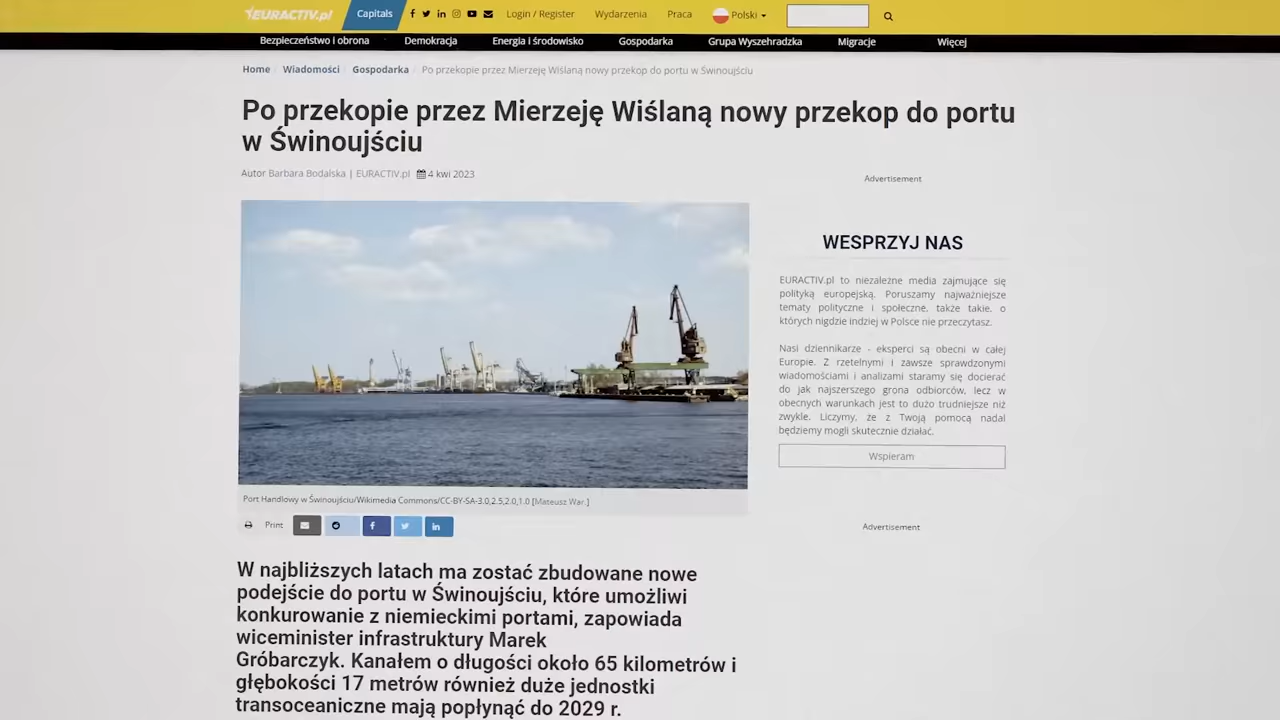 EURACTIV.pl Capitals Login / Register Wydarzenia Praca Polski
Bezpieczeństwo i obrona Demokracja Energia i środowisko Gospodarka Grupa Wyszehradzka Migracje Więcej
Home / Wiadomości / Gospodarka / Po przekopie przez Mierzeję Wiślaną nowy przekop do portu w Świnoujściu
Po przekopie przez Mierzeję Wiślaną nowy przekop do portu
w Świnoujściu
Autor Barbara Bodalska | EURACTIV.pl 4 kwi 2023
Port Handlowy w Świnoujściu/Wikimedia Commons/CC-BY-SA-3.0,2.5,2.0,1.0 [Mateusz War.]
Print
W najbliższych latach ma zostać zbudowane nowe
podejście do portu w Świnoujściu, które umożliwi
konkurowanie z niemieckimi portami, zapowiada
wiceminister infrastruktury Marek
Gróbarczyk. Kanałem o długości około 65 kilometrów i
głębokości 17 metrów również duże jednostki
transoceaniczne mają popłynąć do 2029 r.
Advertisement
WESPRZYJ NAS
EURACTIV.pl to niezależne media zajmujące się
polityką europejską. Poruszamy najważniejsze
tematy polityczne i społeczne, także takie, o
których nigdzie indziej w Polsce nie przeczytasz.
Nasi dziennikarze - eksperci są obecni w całej
Europie. Z rzetelnymi i zawsze sprawdzonymi
wiadomościami i analizami staramy się docierać
do jak najszerszego grona odbiorców, lecz w
obecnych warunkach jest to dużo trudniejsze niż
zwykle. Liczymy, że z Twoją pomocą nadal
będziemy mogli skutecznie działać.
Wspieram
Advertisement